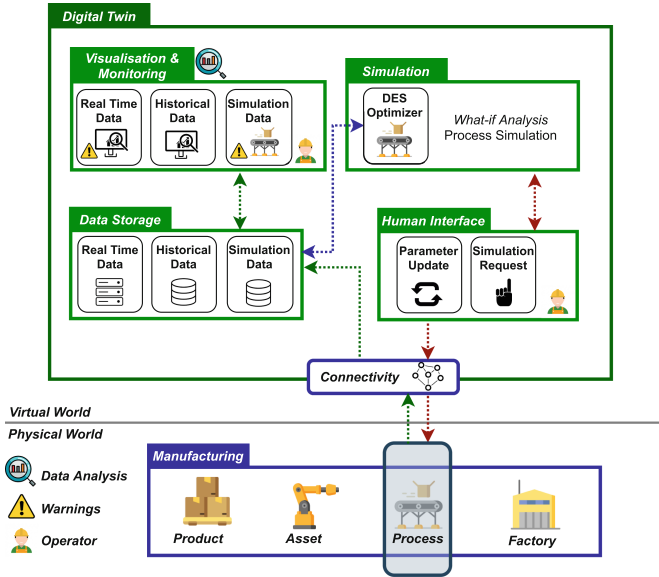 Digital Twin
Visualisation &
Monitoring
Real Time
Data
Historical
Data
Simulation
Data
Simulation
DES
Optimizer
What-if Analysis
Process Simulation
Data Storage
Real Time
Data
Historical
Data
Simulation
Data
Human Interface
Parameter
Update
Simulation
Request
Connectivity
Virtual World
Physical World
Data Analysis
Warnings
Operator
Manufacturing
Product
Asset
Process
Factory